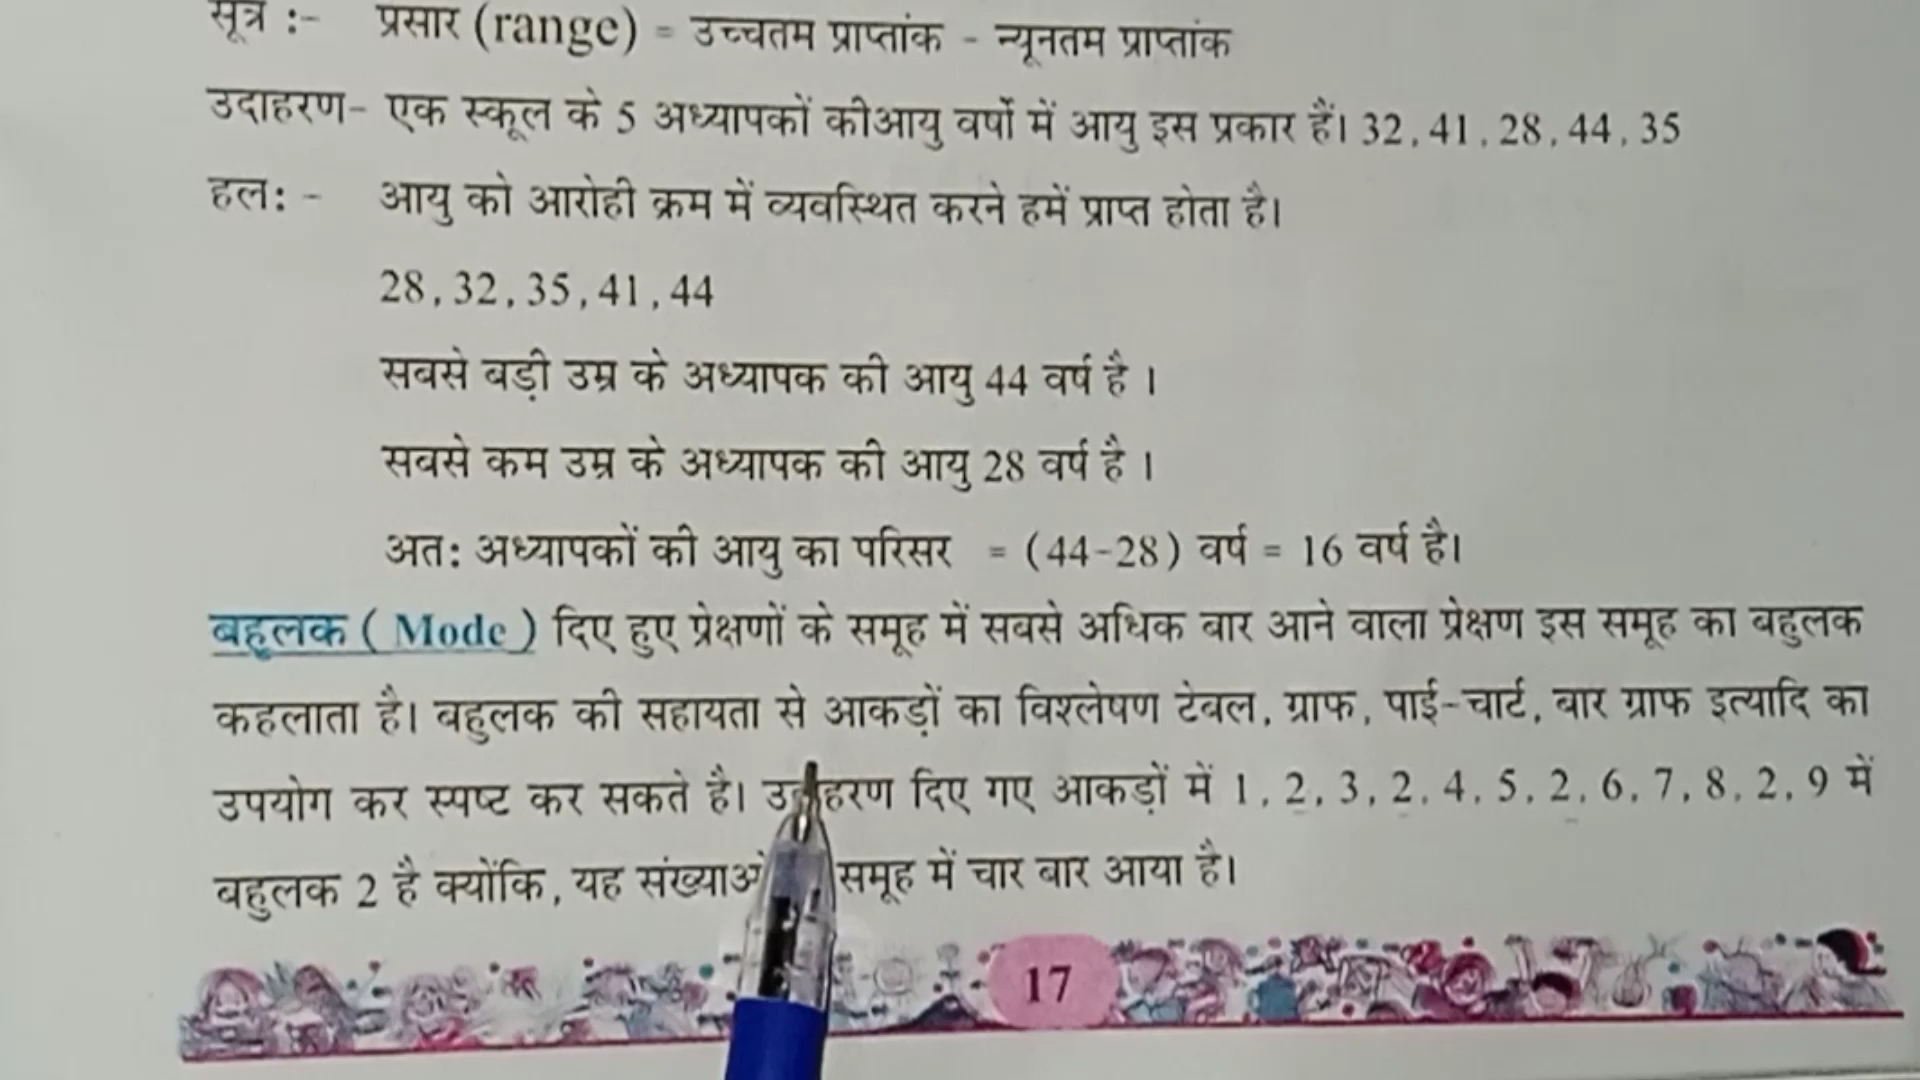 सूत्र :- प्रसार (range) = उच्चतम प्राप्तांक - न्यूनतम प्राप्तांक
उदाहरण- एक स्कूल के 5 अध्यापकों कीआयु वर्षो में आयु इस प्रकार हैं। 32, 41, 28, 44, 35
हल: - आयु को आरोही क्रम में व्यवस्थित करने हमें प्राप्त होता है।
28, 32, 35, 41, 44
सबसे बड़ी उम्र के अध्यापक की आयु 44 वर्ष है ।
सबसे कम उम्र के अध्यापक की आयु 28 वर्ष है ।
अत: अध्यापकों की आयु का परिसर = (44-28) वर्ष = 16 वर्ष है।
बहुलक ( Mode ) दिए हुए प्रेक्षणों के समूह में सबसे अधिक बार आने वाला प्रेक्षण इस समूह का बहुलक
कहलाता है। बहुलक की सहायता से आकड़ों का विश्लेषण टेबल, ग्राफ, पाई-चार्ट, बार ग्राफ इत्यादि का
उपयोग कर स्पष्ट कर सकते है। दिए गए आकड़ों में 1, 2, 3, 2, 4, 5, 2, 6, 7, 8, 2, 9 में
बहुलक 2 है क्योंकि, यह समूह में चार बार आया है।
17